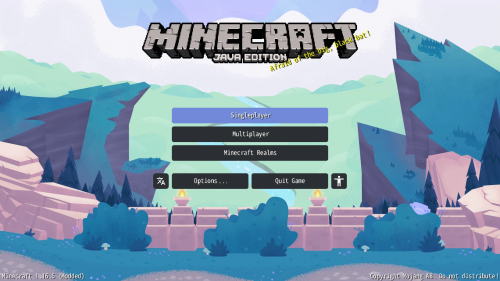 MINECRAFT
JAVA EDITION
Afraid of the big, black bat!
Singleplayer
Multiplayer
Minecraft Realms
Options...
Quit Game
Minecraft 1.16.5 (Modded)
Copyright Mojang AB. Do not distribute!